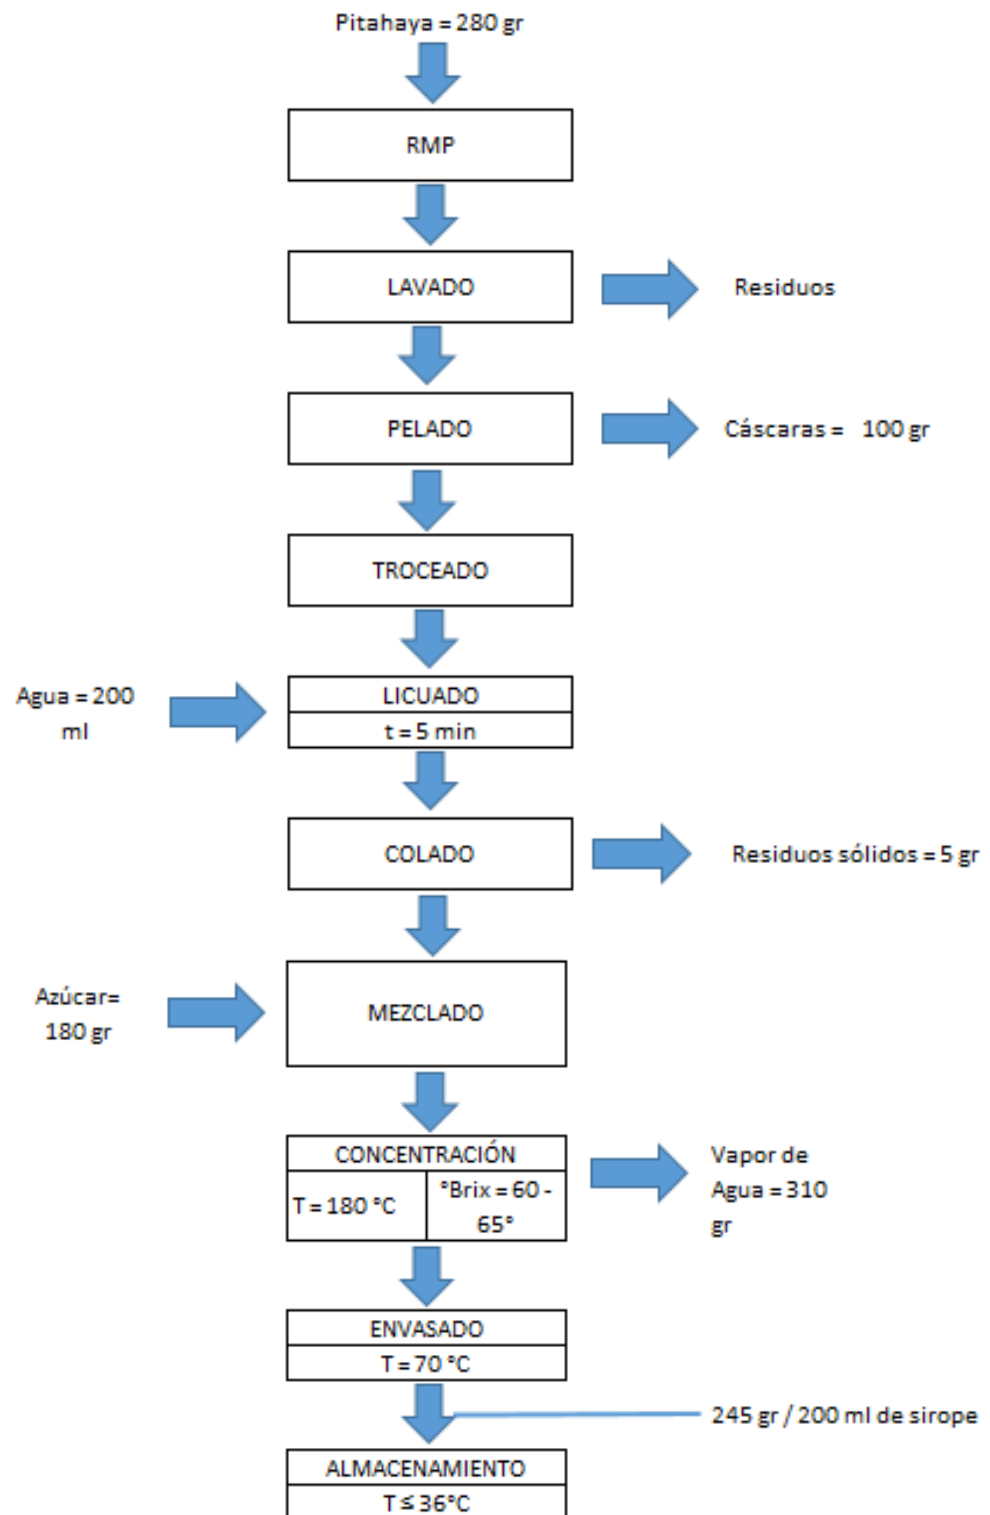 Pitahaya = 280 gr
RMP
LAVADO
Residuos
PELADO
Cáscaras = 100 gr
TROCEADO
Agua = 200
ml
LICUADO
t = 5 min
COLADO
Residuos sólidos = 5 gr
Azúcar=
180 gr
MEZCLADO
CONCENTRACIÓN
T = 180 °C
°Brix = 60 -
65°
Vapor de
Agua = 310
gr
ENVASADO
T = 70 °C
245 gr / 200 ml de sirope
ALMACENAMIENTO
T ≤ 36°C